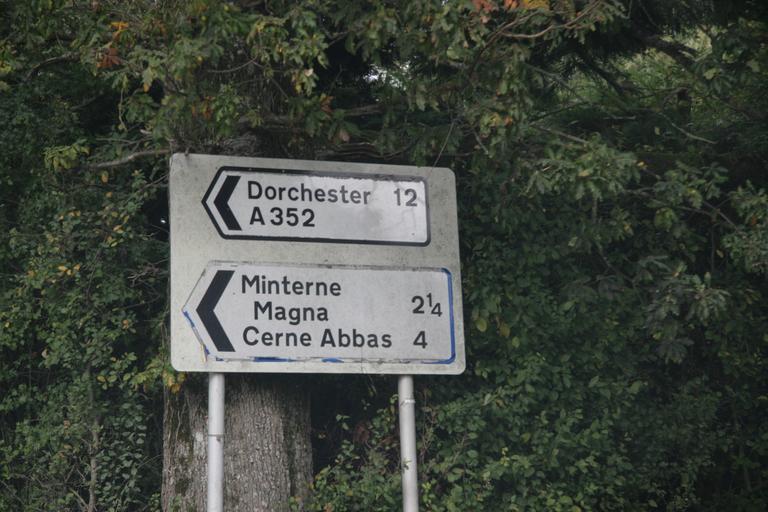 Dorchester 12
A352
Minterne
Magna 2¼
Cerne Abbas 4